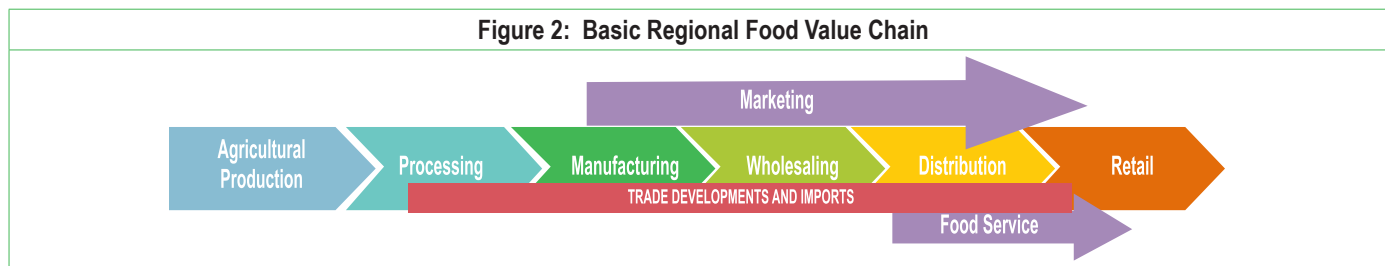 Figure 2: Basic Regional Food Value Chain
Marketing
Agricultural
Production
Processing
Manufacturing
Wholesaling
Distribution
Retail
TRADE DEVELOPMENTS AND IMPORTS
Food Service